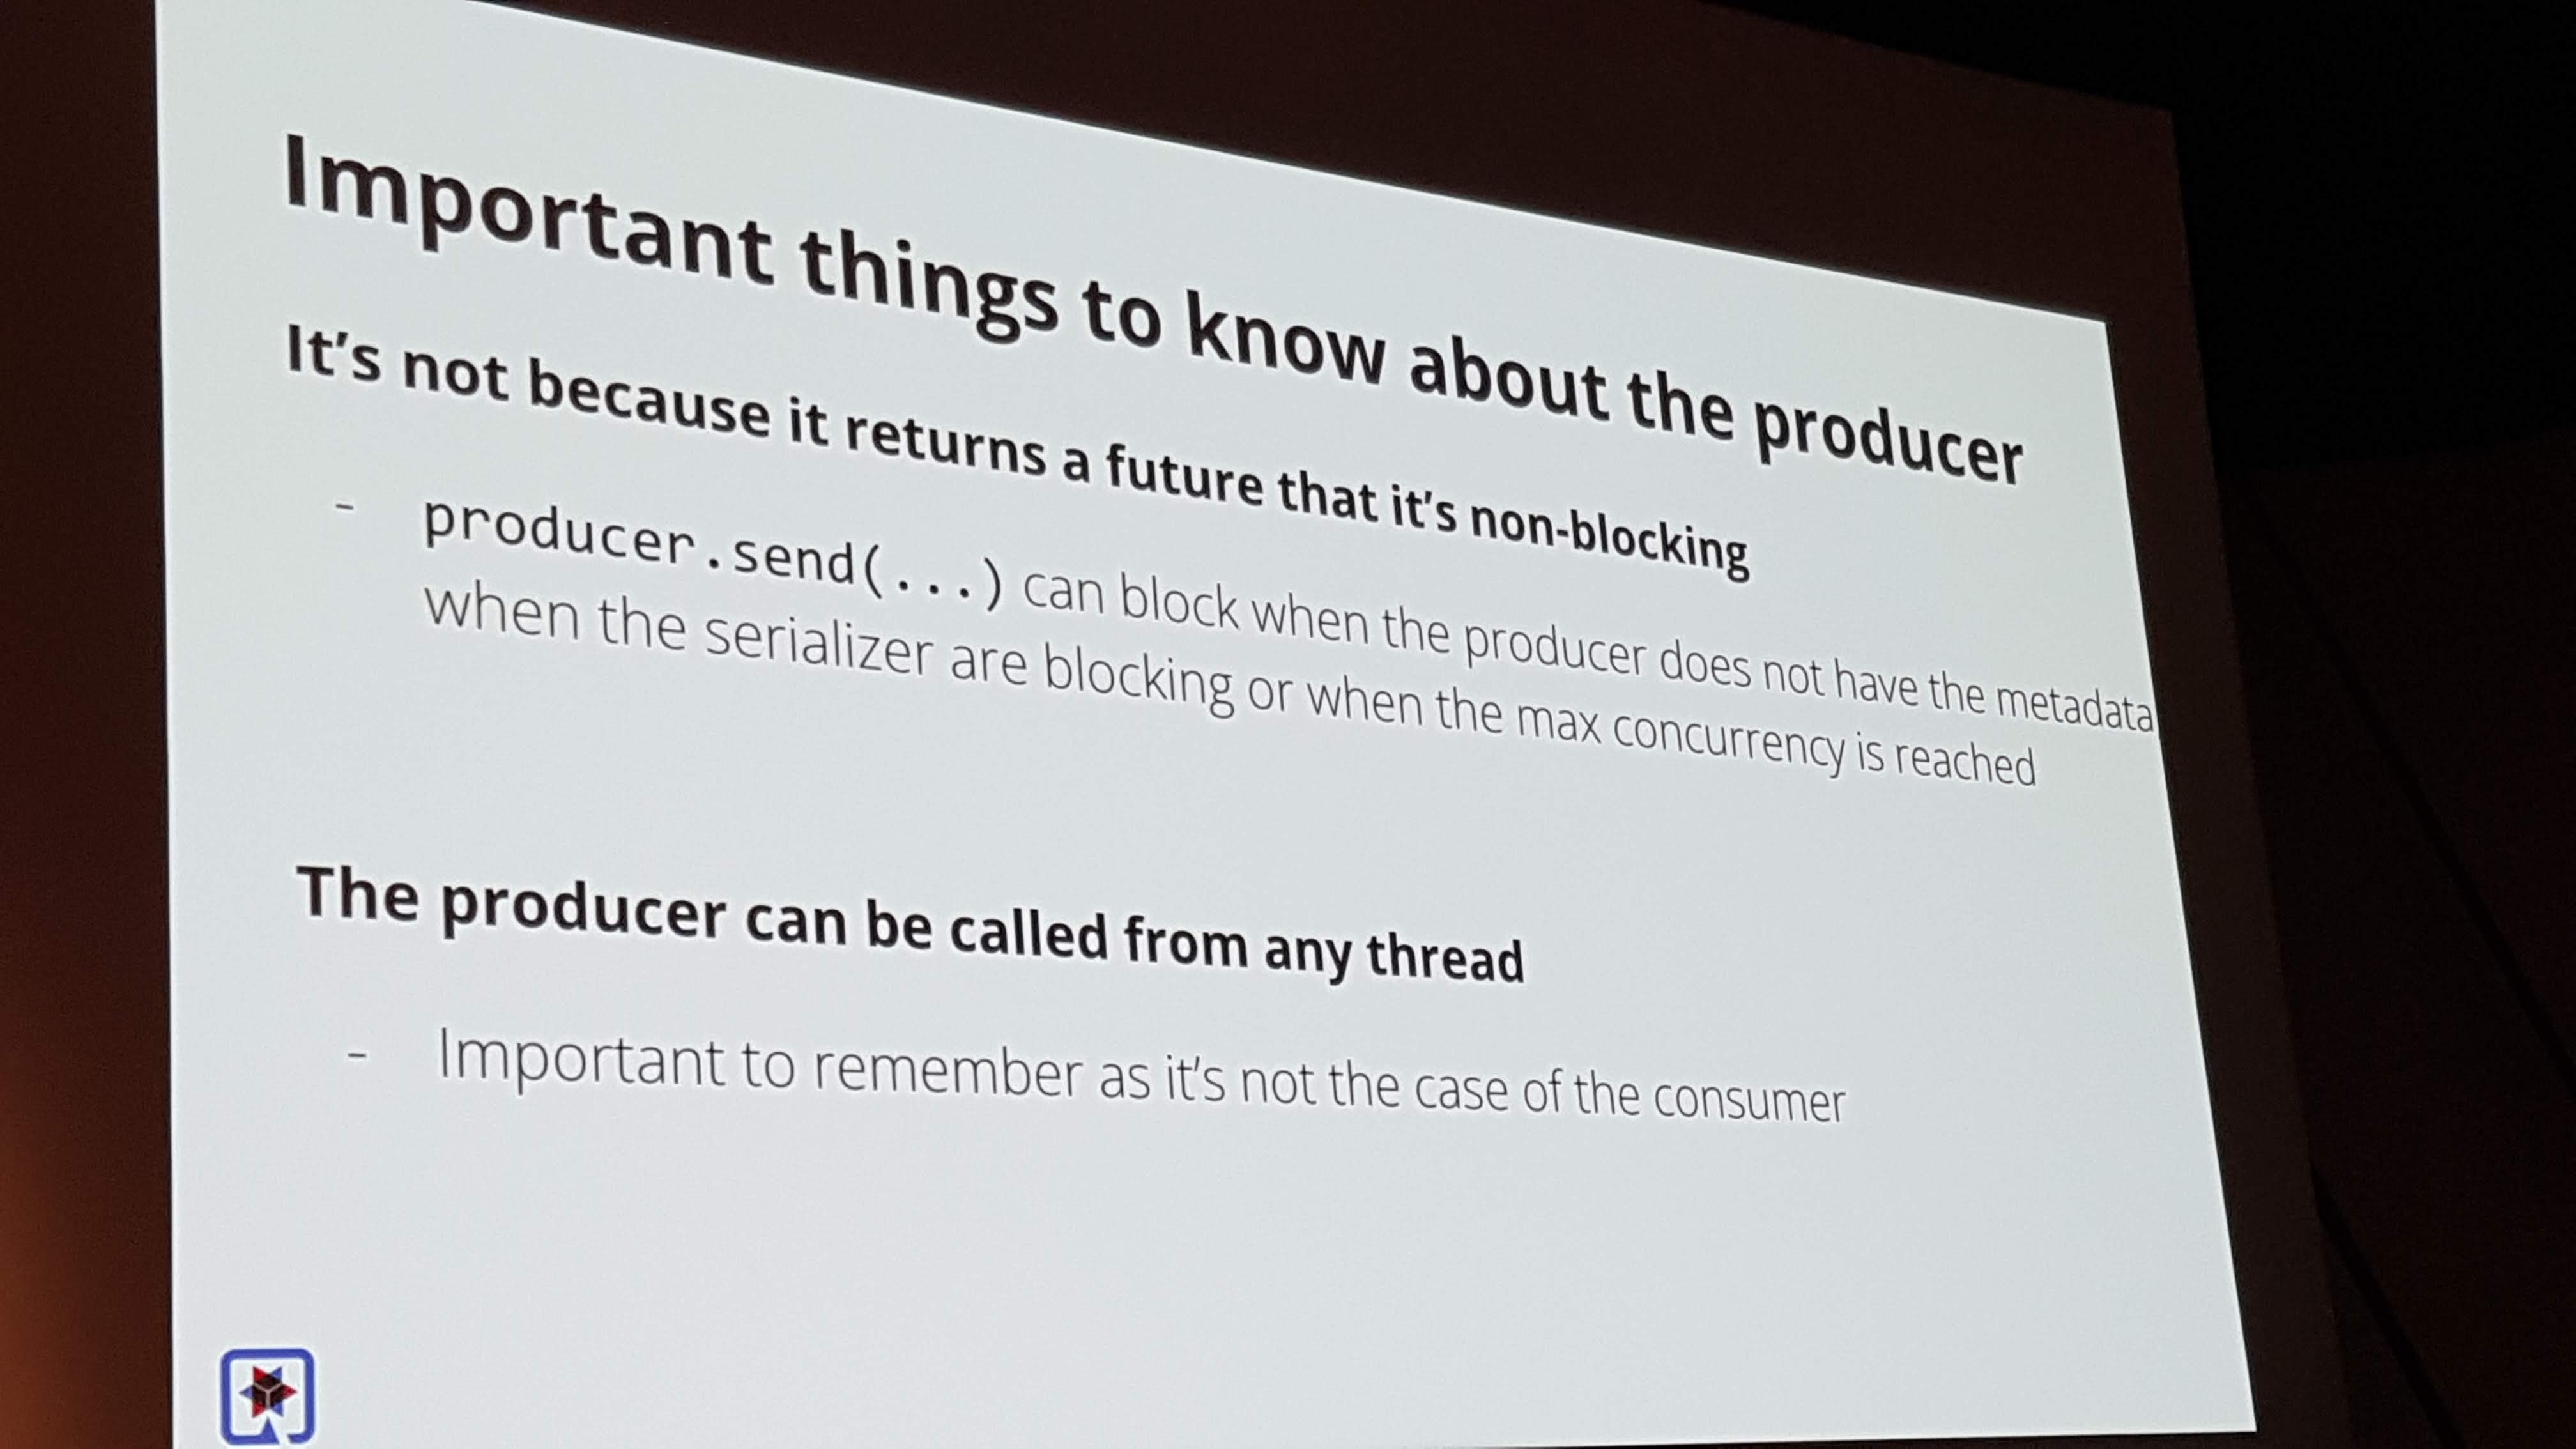 Important things to know about the producer
It’s not because it returns a future that it’s non-blocking
- producer.send(...) can block when the producer does not have the metadata
when the serializer are blocking or when the max concurrency is reached
The producer can be called from any thread
- Important to remember as it’s not the case of the consumer